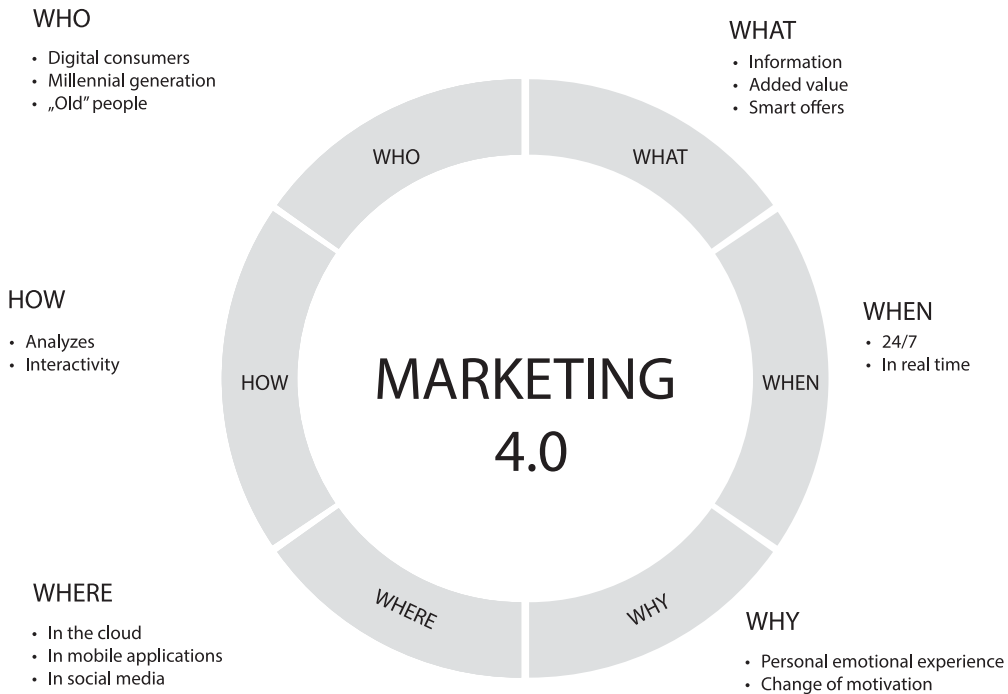 WHO
• Digital consumers
• Millennial generation
• „Old” people
WHAT
• Information
• Added value
• Smart offers
WHO
WHAT
HOW
• Analyzes
• Interactivity
WHEN
• 24/7
• In real time
HOW
MARKETING
4.0
WHEN
WHERE
WHY
WHERE
• In the cloud
• In mobile applications
• In social media
WHY
• Personal emotional experience
• Change of motivation